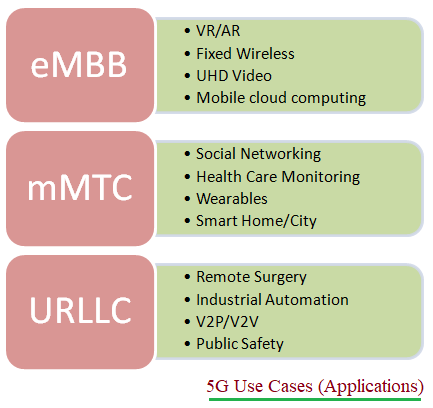 eMBB
• VR/AR
• Fixed Wireless
• UHD Video
• Mobile cloud computing
mMTC
• Social Networking
• Health Care Monitoring
• Wearables
• Smart Home/City
URLLC
• Remote Surgery
• Industrial Automation
• V2P/V2V
• Public Safety
5G Use Cases (Applications)